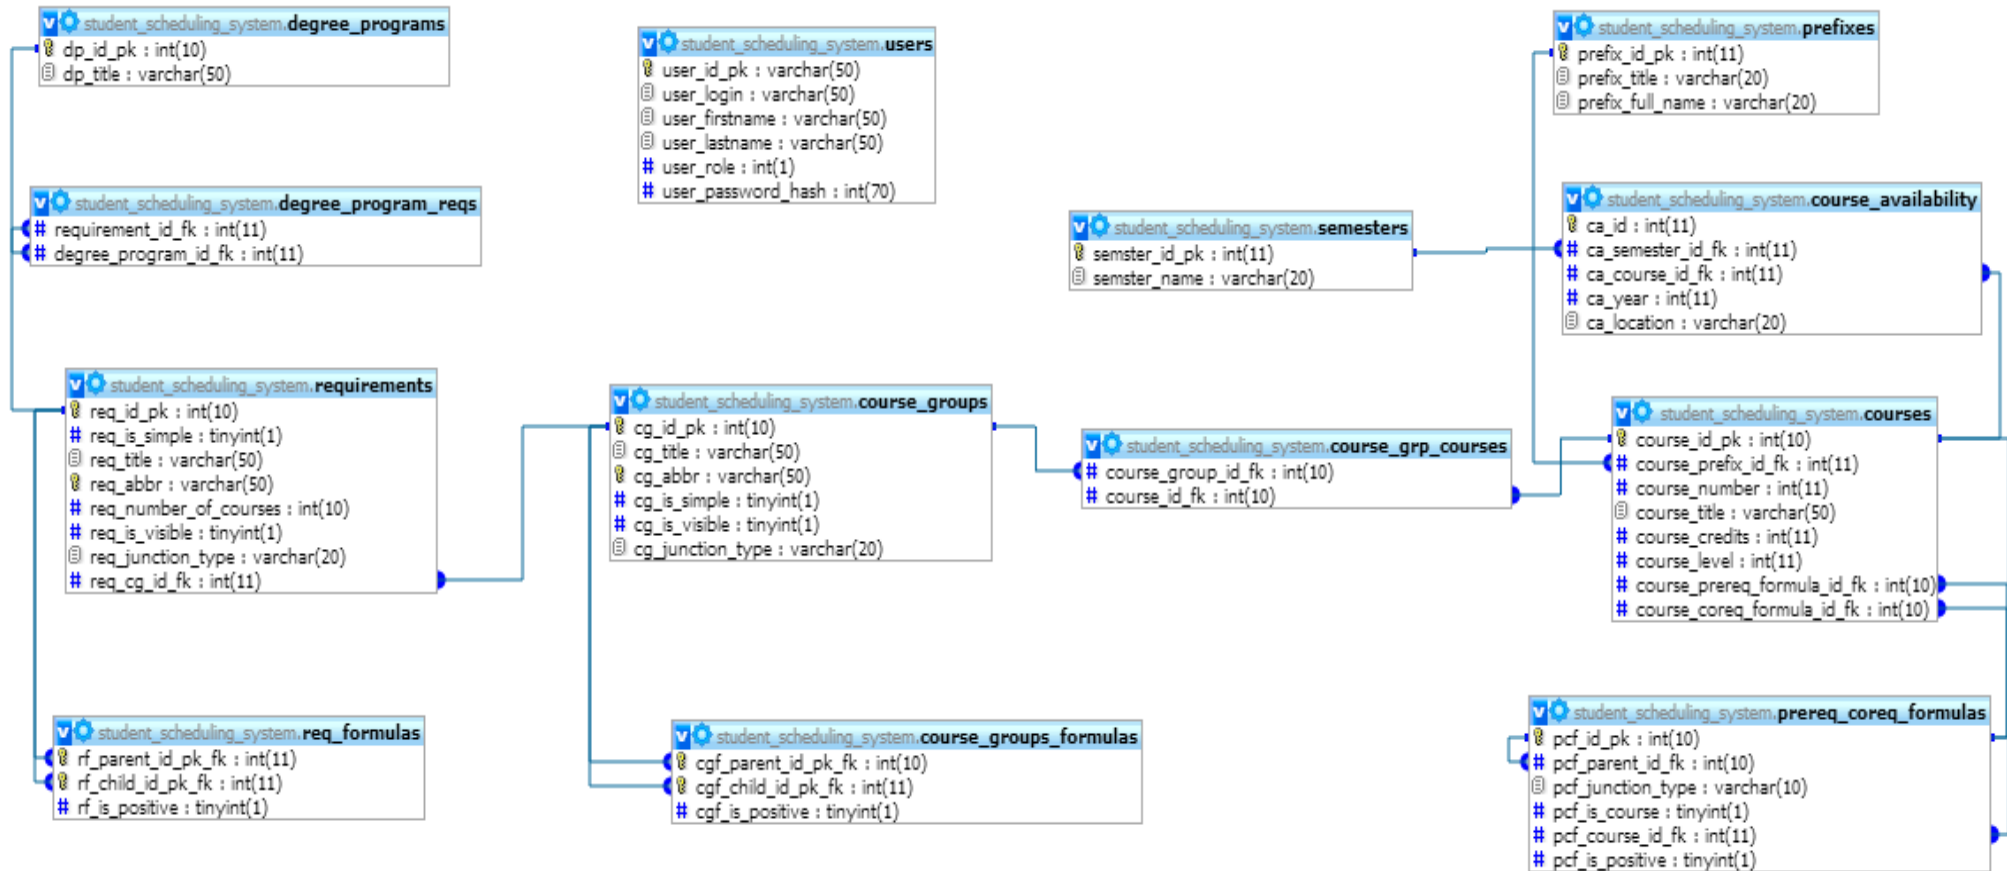 student_scheduling_system.degree_programs
dp_id_pk : int(10)
dp_title : varchar(50)
student_scheduling_system.users
user_id_pk : varchar(50)
user_login : varchar(50)
user_firstname : varchar(50)
user_lastname : varchar(50)
user_role : int(1)
user_password_hash : int(70)
student_scheduling_system.prefixes
prefix_id_pk : int(11)
prefix_title : varchar(20)
prefix_full_name : varchar(20)
student_scheduling_system.degree_program_reqs
requirement_id_fk : int(11)
degree_program_id_fk : int(11)
student_scheduling_system.semesters
semster_id_pk : int(11)
semster_name : varchar(20)
student_scheduling_system.course_availability
ca_id : int(11)
ca_semester_id_fk : int(11)
ca_course_id_fk : int(11)
ca_year : int(11)
ca_location : varchar(20)
student_scheduling_system.requirements
req_id_pk : int(10)
req_is_simple : tinyint(1)
req_title : varchar(50)
req_abbr : varchar(50)
req_number_of_courses : int(10)
req_is_visible : tinyint(1)
req_junction_type : varchar(20)
req_cg_id_fk : int(11)
student_scheduling_system.course_groups
cg_id_pk : int(10)
cg_title : varchar(50)
cg_abbr : varchar(50)
cg_is_simple : tinyint(1)
cg_is_visible : tinyint(1)
cg_junction_type : varchar(20)
student_scheduling_system.course_grp_courses
course_group_id_fk : int(10)
course_id_fk : int(10)
student_scheduling_system.courses
course_id_pk : int(10)
course_prefix_id_fk : int(11)
course_number : int(11)
course_title : varchar(50)
course_credits : int(11)
course_level : int(11)
course_prereq_formula_id_fk : int(10)
course_coreq_formula_id_fk : int(10)
student_scheduling_system.req_formulas
rf_parent_id_pk_fk : int(11)
rf_child_id_pk_fk : int(11)
rf_is_positive : tinyint(1)
student_scheduling_system.course_groups_formulas
cgf_parent_id_pk_fk : int(10)
cgf_child_id_pk_fk : int(11)
cgf_is_positive : tinyint(1)
student_scheduling_system.prereq_coreq_formulas
pcf_id_pk : int(10)
pcf_parent_id_fk : int(10)
pcf_junction_type : varchar(10)
pcf_is_course : tinyint(1)
pcf_course_id_fk : int(11)
pcf_is_positive : tinyint(1)